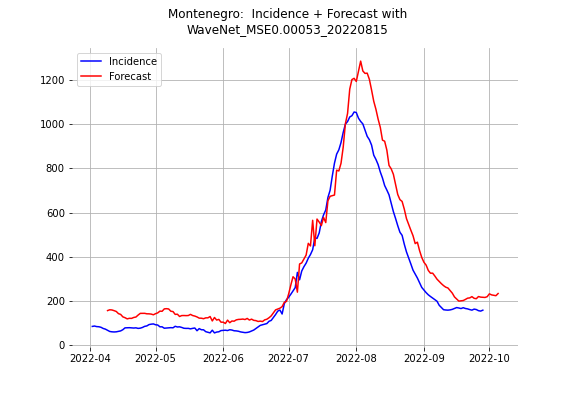 Montenegro:  Incidence + Forecast with
WaveNet_MSE0.00053_20220815
Incidence
Forecast
1200
1000
800
600
400
200
0
2022-04 2022-05 2022-06 2022-07 2022-08 2022-09 2022-10